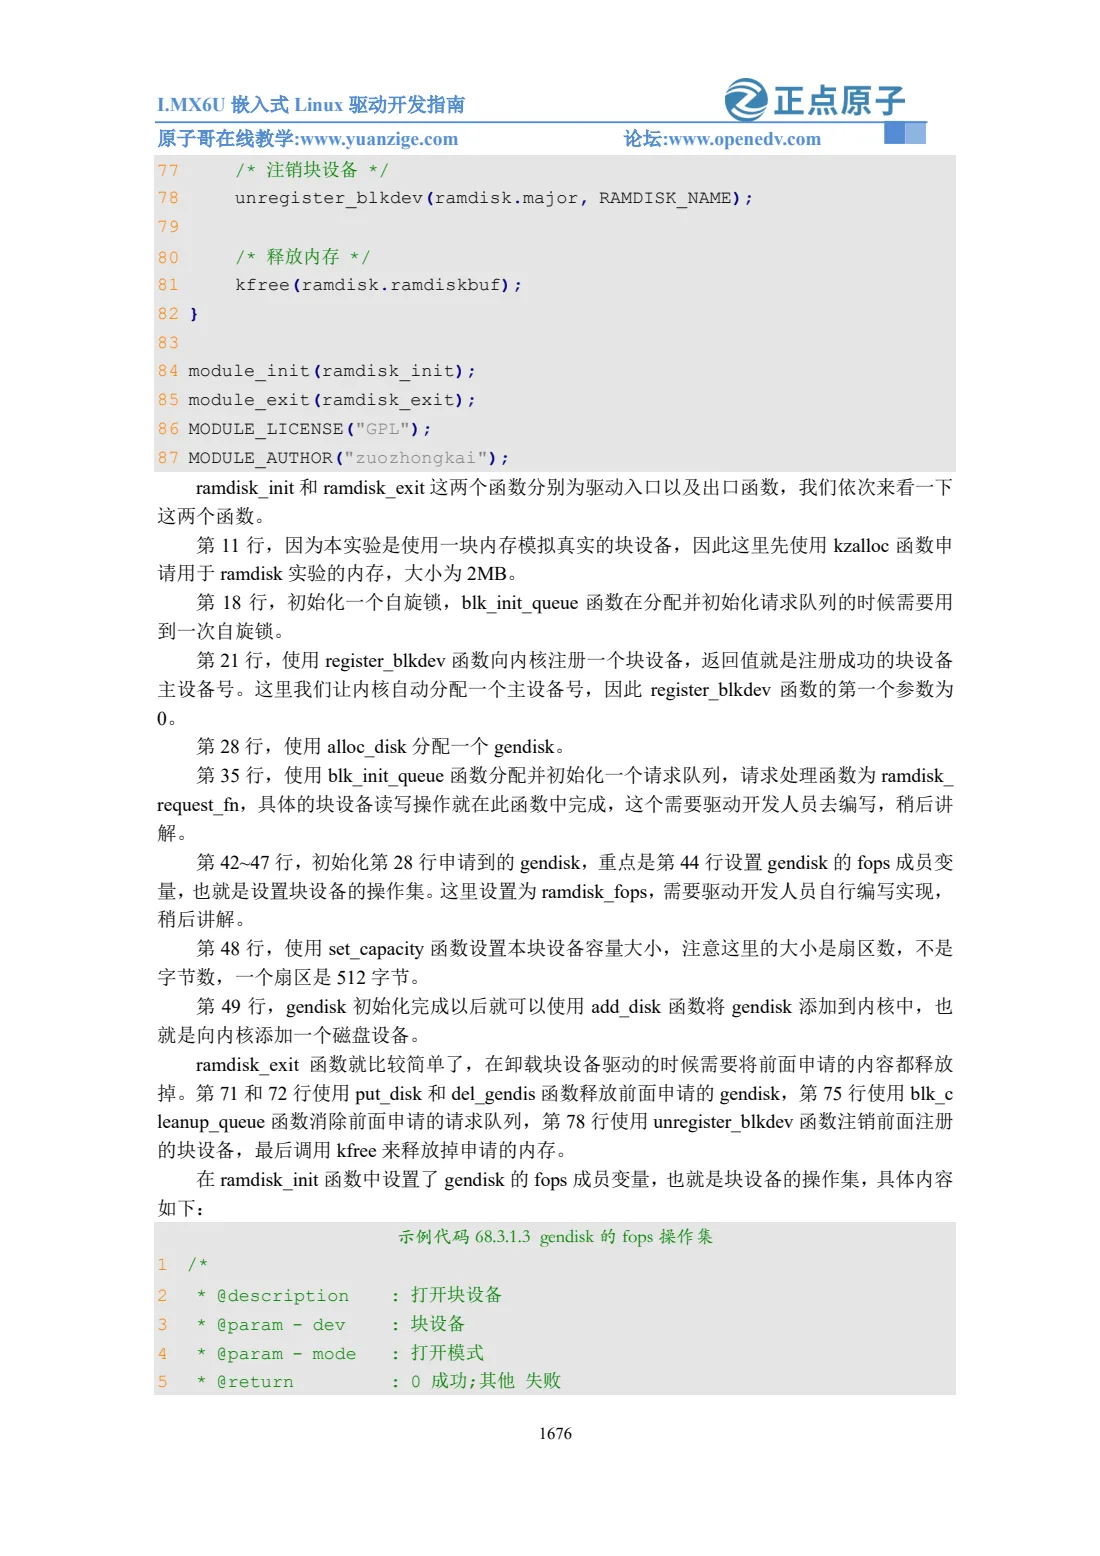 I.MX6U 嵌入式 Linux 驱动开发指南
正点原子
原子哥在线教学:www.yuanzige.com 论坛:www.openedv.com
77 /* 注销块设备 */
78 unregister_blkdev(ramdisk.major, RAMDISK_NAME);
79
80 /* 释放内存 */
81 kfree(ramdisk.ramdiskbuf);
82 }
83
84 module_init(ramdisk_init);
85 module_exit(ramdisk_exit);
86 MODULE_LICENSE("GPL");
87 MODULE_AUTHOR("zuozhongkai");
ramdisk_init 和 ramdisk_exit 这两个函数分别为驱动入口以及出口函数，我们依次来看一下
这两个函数。
第 11 行，因为本实验是使用一块内存模拟真实的块设备，因此这里先使用 kzalloc 函数申
请用于 ramdisk 实验的内存，大小为 2MB。
第 18 行，初始化一个自旋锁，blk_init_queue 函数在分配并初始化请求队列的时候需要用
到一次自旋锁。
第 21 行，使用 register_blkdev 函数向内核注册一个块设备，返回值就是注册成功的块设备
主设备号。这里我们让内核自动分配一个主设备号，因此 register_blkdev 函数的第一个参数为
0。
第 28 行，使用 alloc_disk 分配一个 gendisk。
第 35 行，使用 blk_init_queue 函数分配并初始化一个请求队列，请求处理函数为 ramdisk_
request_fn，具体的块设备读写操作就在此函数中完成，这个需要驱动开发人员去编写，稍后讲
解。
第 42~47 行，初始化第 28 行申请到的 gendisk，重点是第 44 行设置 gendisk 的 fops 成员变
量，也就是设置块设备的操作集。这里设置为 ramdisk_fops，需要驱动开发人员自行编写实现，
稍后讲解。
第 48 行，使用 set_capacity 函数设置本块设备容量大小，注意这里的大小是扇区数，不是
字节数，一个扇区是 512 字节。
第 49 行，gendisk 初始化完成以后就可以使用 add_disk 函数将 gendisk 添加到内核中，也
就是向内核添加一个磁盘设备。
ramdisk_exit 函数就比较简单了，在卸载块设备驱动的时候需要将前面申请的内容都释放
掉。第 71 和 72 行使用 put_disk 和 del_gendis 函数释放前面申请的 gendisk，第 75 行使用 blk_c
leanup_queue 函数消除前面申请的请求队列，第 78 行使用 unregister_blkdev 函数注销前面注册
的块设备，最后调用 kfree 来释放掉申请的内存。
在 ramdisk_init 函数中设置了 gendisk 的 fops 成员变量，也就是块设备的操作集，具体内容
如下：
示例代码 68.3.1.3 gendisk 的 fops 操作集
1 /*
2 * @description : 打开块设备
3 * @param - dev : 块设备
4 * @param - mode : 打开模式
5 * @return : 0 成功;其他 失败
1676